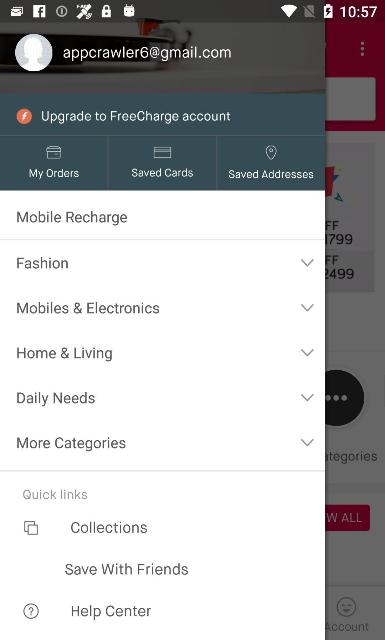 10:57
appcrawler6@gmail.com
Upgrade to FreeCharge account
My Orders
Saved Cards
Saved Addresses
Mobile Recharge
Fashion
FF
1799
FF
2499
Mobiles & Electronics
Home & Living
Daily Needs
More Categories
ategories
Quick links
Collections
W ALL
Save With Friends
Help Center
Account